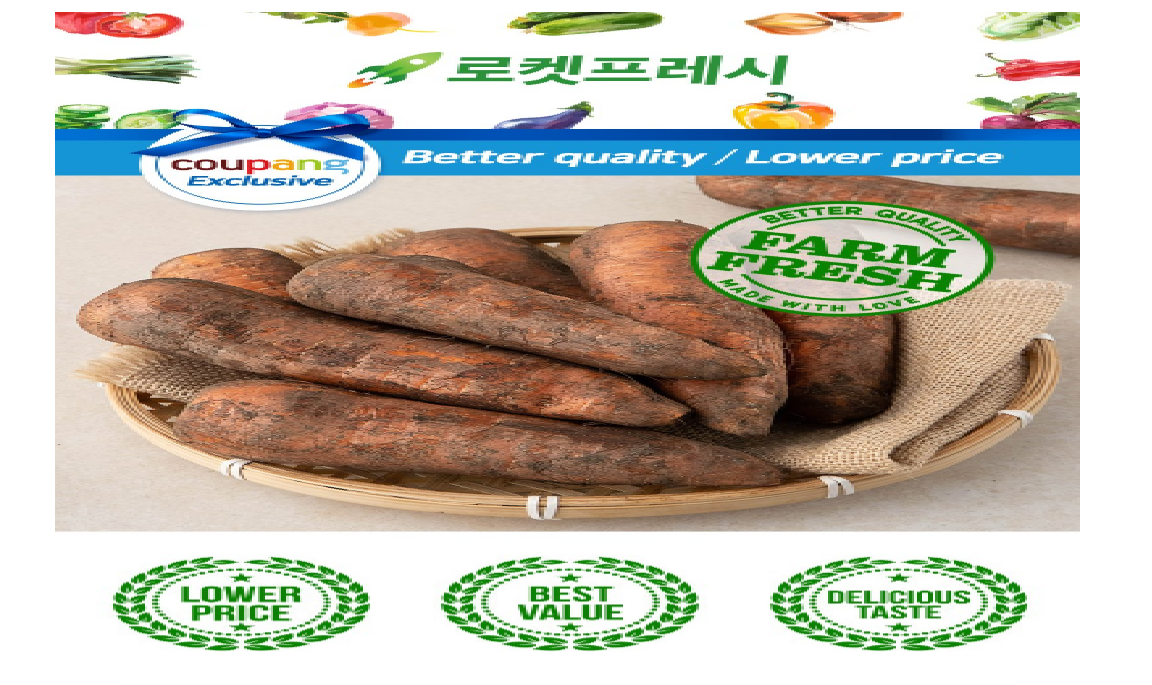 로켓프레시
coupang
Exclusive
Better quality / Lower price
BETTER QUALITY
FARM
FRESH
MADE WITH LOVE
LOWER
PRICE
BEST
VALUE
DELICIOUS
TASTE